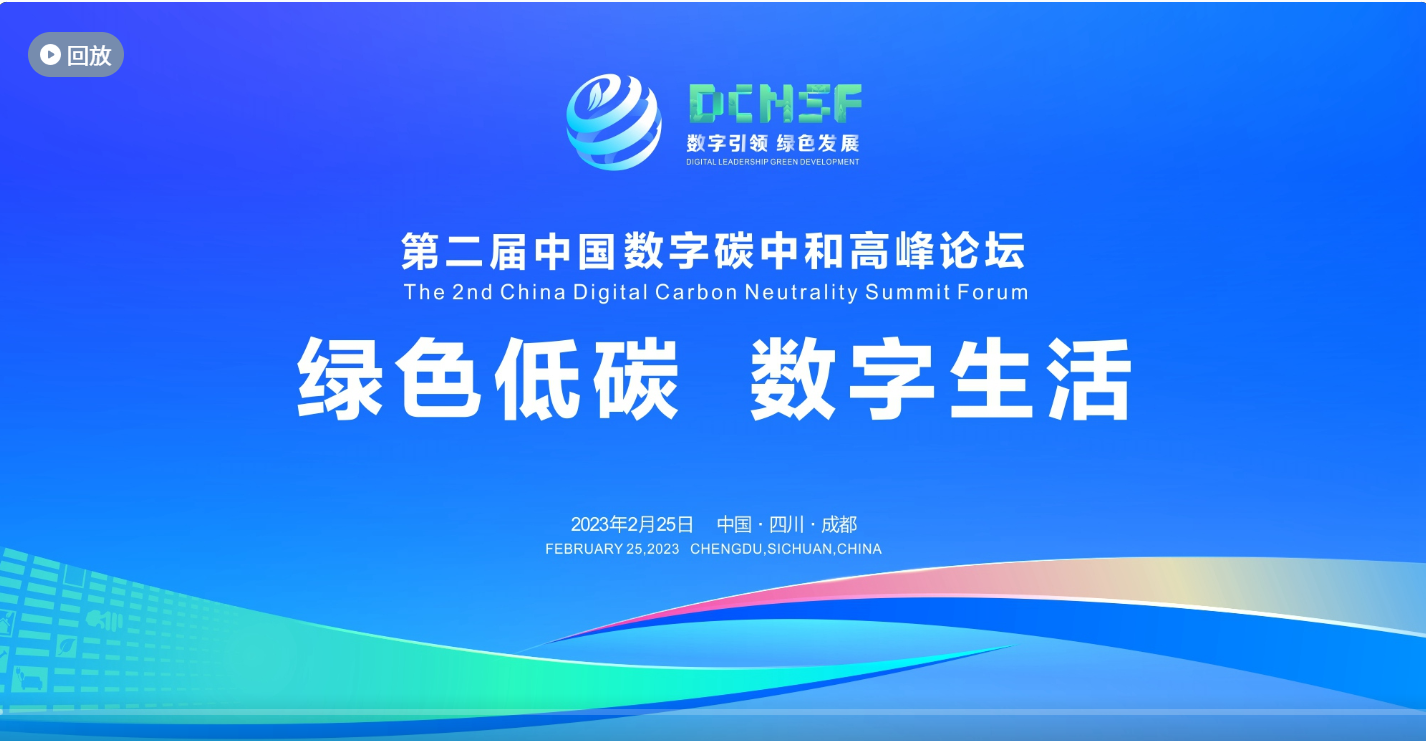 回放
DCNSF
数字引领 绿色发展
DIGITAL LEADERSHIP GREEN DEVELOPMENT
第二届中国数字碳中和高峰论坛
The 2nd China Digital Carbon Neutrality Summit Forum
绿色低碳 数字生活
2023年2月25日 中国·四川·成都
FEBRUARY 25,2023 CHENGDU,SICHUAN,CHINA